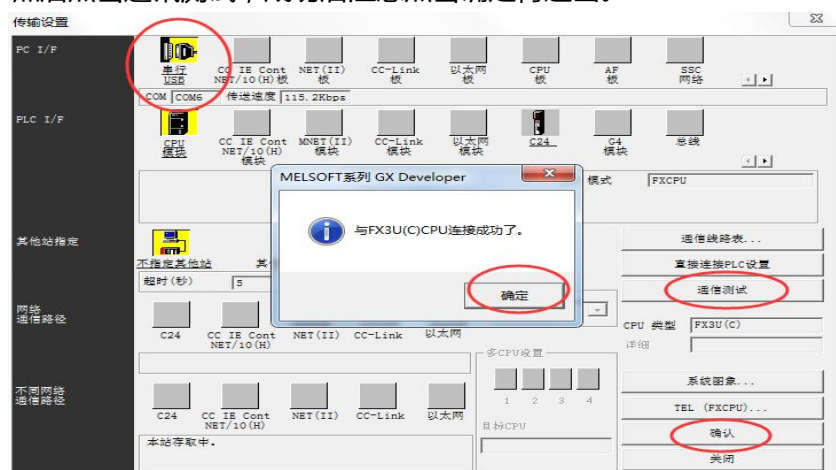 传输设置
PC I/F
串行
USB
CC IE Cont
NET/10(H)板
NET(II)
板
CC-Link
板
以太网
板
CPU
板
AF
板
SSC
网络
COM COM6 传送速度 115.2Kbps
PLC I/F
CPU
模块
CC IE Cont
NET/10(H)
模块
MNET(II)
模块
CC-Link
模块
以太网
模块
C24
G4
模块
总线
模式 FXCPU
MELSOFT系列 GX Developer
与FX3U(C)CPU连接成功了。
确定
其他站指定
不指定其他站
其
超时(秒) 5
通信线路表...
直接连接PLC设置
通信测试
CPU 类型 FX3U(C)
详细
网络
通信路径
C24
CC IE Cont
NET/10(H)
NET(II)
CC-Link
以太网
多CPU设置
1 2 3 4
目标CPU
系统图象...
TEL (FXCPU)...
确认
关闭
不同网络
通信路径
C24
CC IE Cont
NET/10(H)
NET(II)
CC-Link
以太网
本站存取中.